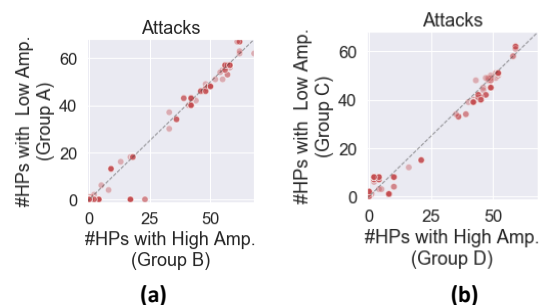 Attacks
#HPs with Low Amp.
(Group A)
60
40
20
0
0
25
50
#HPs with High Amp.
(Group B)
(a)
Attacks
#HPs with Low Amp.
(Group C)
60
40
20
0
0
25
50
#HPs with High Amp.
(Group D)
(b)